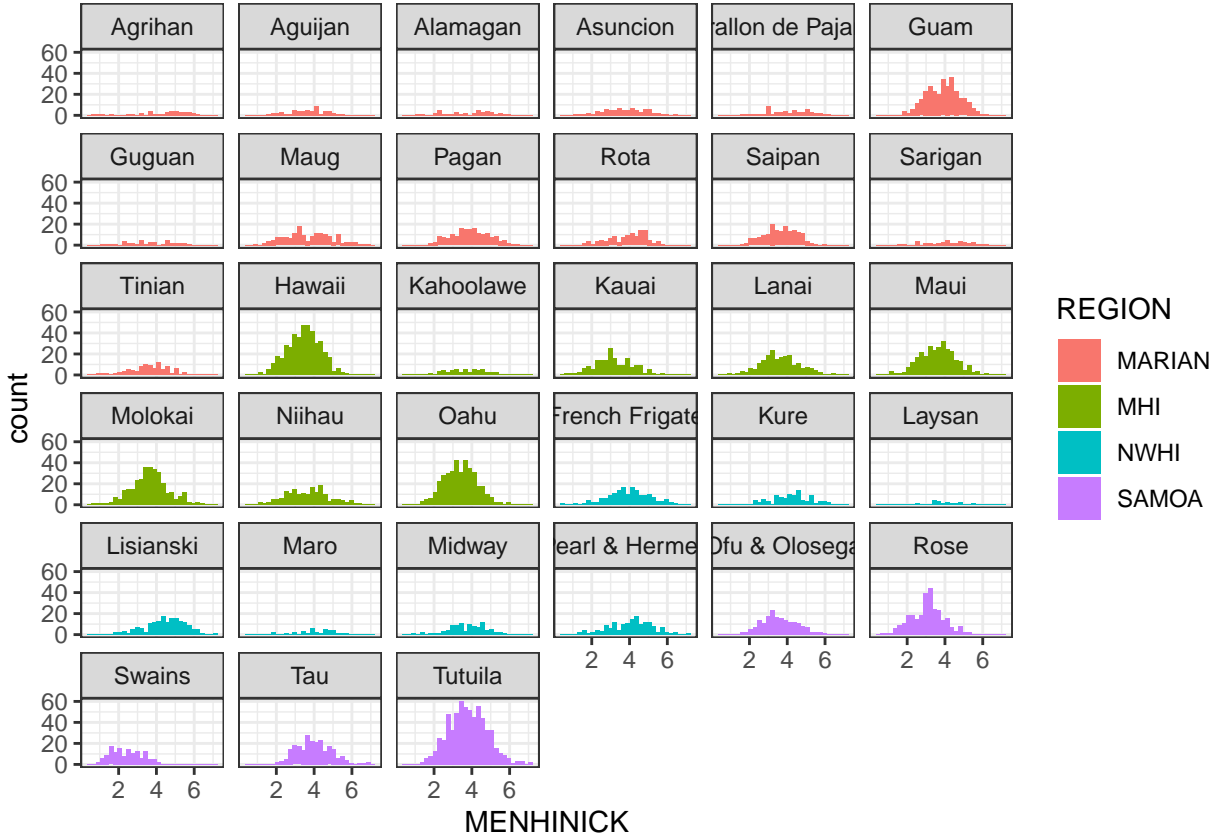 Agrihan Aguijan Alamagan Asuncion rallon de Paja Guam
60
40
20
0
Guguan Maug Pagan Rota Saipan Sarigan
60
40
20
0
Tinian Hawaii Kahoolawe Kauai Lanai Maui
60
40
20
0
Molokai Niihau Oahu French Frigate Kure Laysan
60
40
20
0
Lisianski Maro Midway Pearl & Herme Ofu & Olosega Rose
60
40
20
0
2 4 6 2 4 6 2 4 6
Swains Tau Tutuila
60
40
20
0
2 4 6 2 4 6 2 4 6
MENHINICK
count
REGION
MARIAN
MHI
NWHI
SAMOA